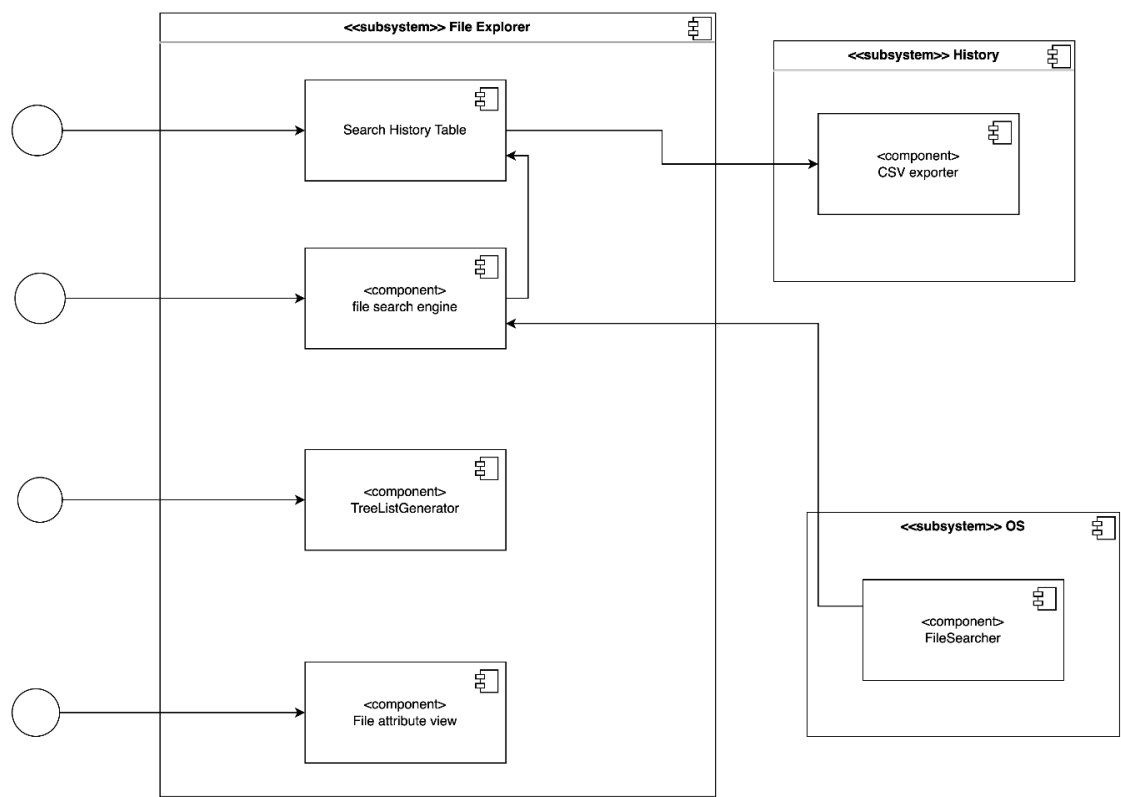 <<subsystem>> File Explorer
<<subsystem>> History
Search History Table
<component>
CSV exporter
<component>
file search engine
<component>
TreeListGenerator
<<subsystem>> OS
<component>
FileSearcher
<component>
File attribute view